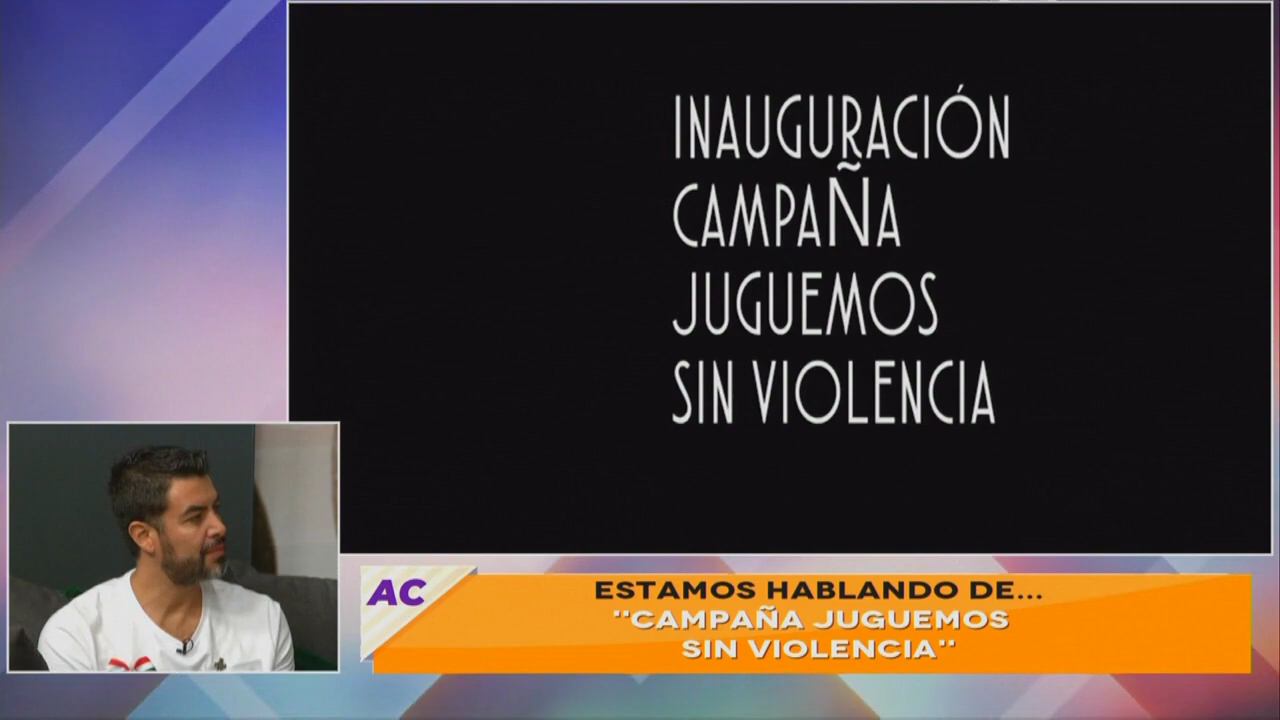 INAUGURACIÓN
CAMPAÑA
JUGUEMOS
SIN VIOLENCIA
AC
ESTAMOS HABLANDO DE...
"CAMPAÑA JUGUEMOS
SIN VIOLENCIA"